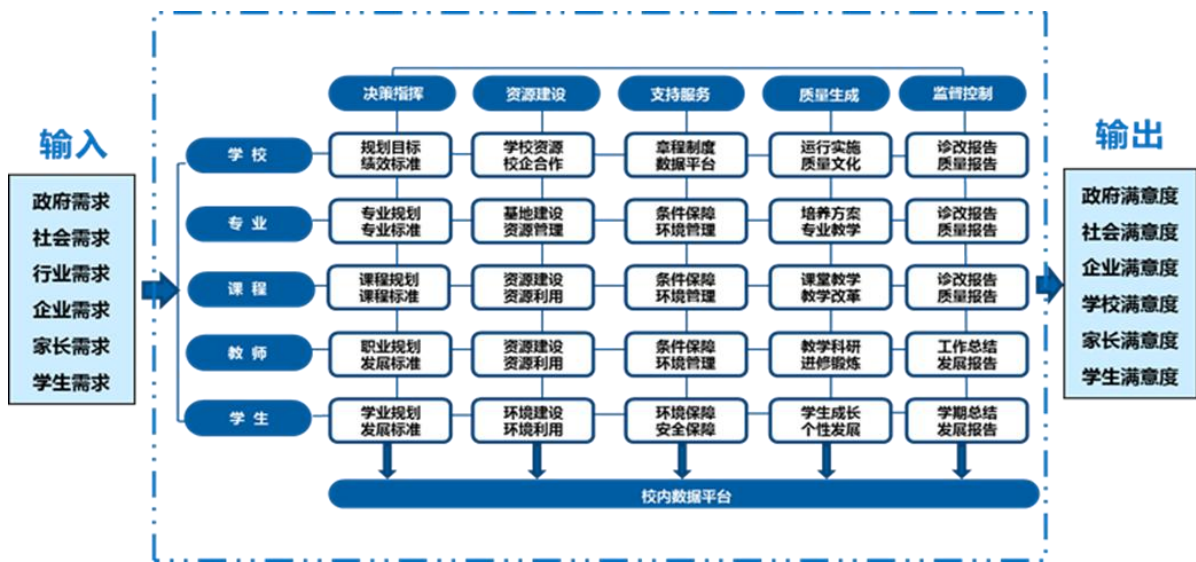 输入
政府需求
社会需求
行业需求
企业需求
家长需求
学生需求
决策指挥
资源建设
支持服务
质量生成
监督控制
学校
规划目标
绩效标准
学校资源
校企合作
章程制度
数据平台
运行实施
质量文化
诊改报告
质量报告
专业
专业规划
专业标准
基地建设
资源管理
条件保障
环境管理
培养方案
专业教学
诊改报告
质量报告
课程
课程规划
课程标准
资源建设
资源利用
条件保障
环境管理
课堂教学
教学改革
诊改报告
质量报告
教师
职业规划
发展标准
资源建设
资源利用
条件保障
环境管理
教学科研
进修锻炼
工作总结
发展报告
学生
学业规划
发展标准
环境建设
环境利用
环境保障
安全保障
学生成长
个性发展
学期总结
发展报告
校内数据平台
输出
政府满意度
社会满意度
企业满意度
学校满意度
家长满意度
学生满意度